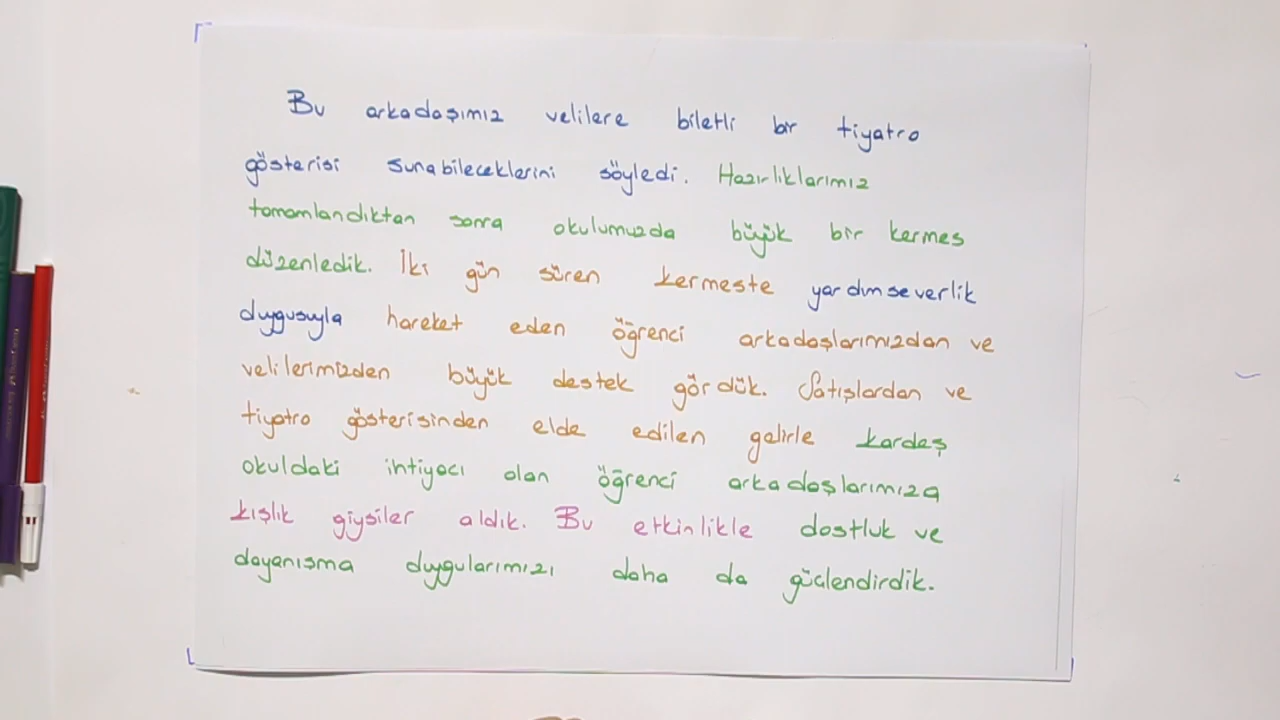 Bu arkadaşımız velilere biletli bir tiyatro
gösterisi sunabileceklerini söyledi. Hazırlıklarımız
tamamlandıktan sonra okulumuzda büyük bir kermes
düzenledik. İki gün süren kermeste yardımseverlik
duygusuyla hareket eden öğrenci arkadaşlarımızdan ve
velilerimizden büyük destek gördük. Satışlardan ve
tiyatro gösterisinden elde edilen gelirle kardeş
okuldaki ihtiyacı olan öğrenci arkadaşlarımıza
kışlık giysiler aldık. Bu etkinlikle dostluk ve
dayanışma duygularımızı daha da güçlendirdik.